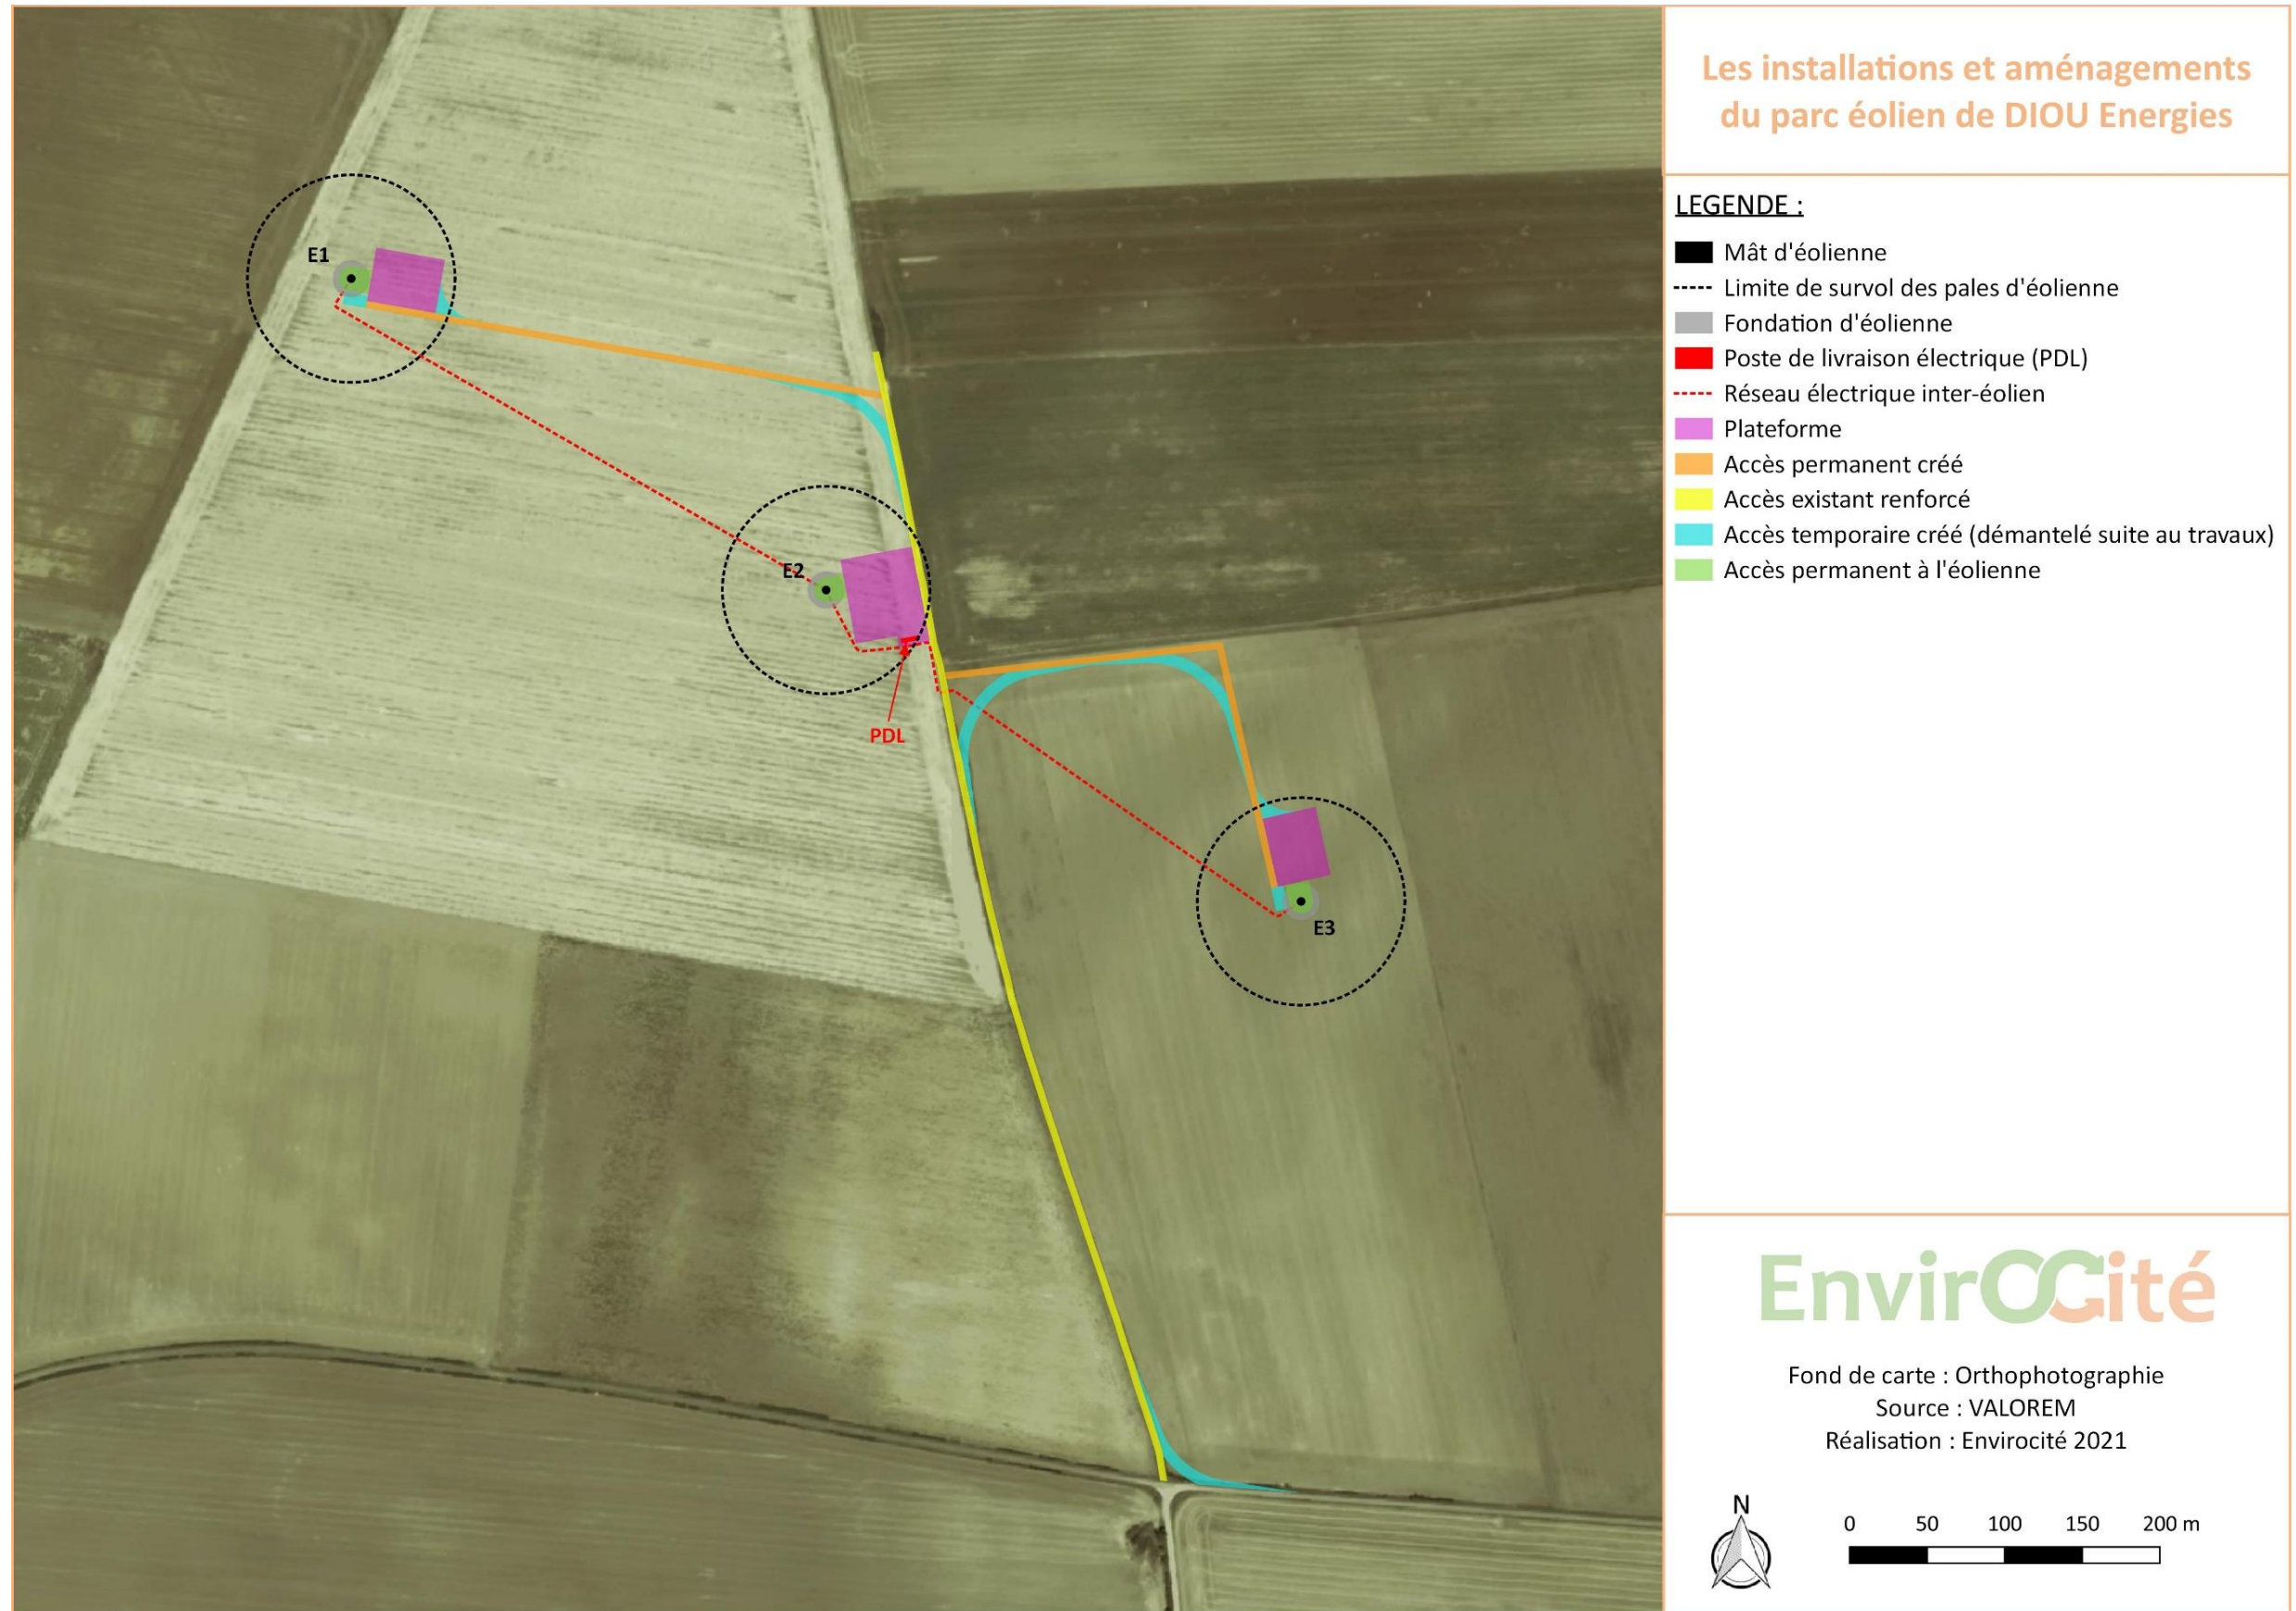 Les installations et aménagements
du parc éolien de DIOU Energies
LEGENDE :
Mât d'éolienne
Limite de survol des pales d'éolienne
Fondation d'éolienne
Poste de livraison électrique (PDL)
Réseau électrique inter-éolien
Plateforme
Accès permanent créé
Accès existant renforcé
Accès temporaire créé (démantelé suite au travaux)
Accès permanent à l'éolienne
E1
E2
PDL
E3
EnvirOCité
Fond de carte : Orthophotographie
Source : VALOREM
Réalisation : Envirocité 2021
N
0 50 100 150 200 m